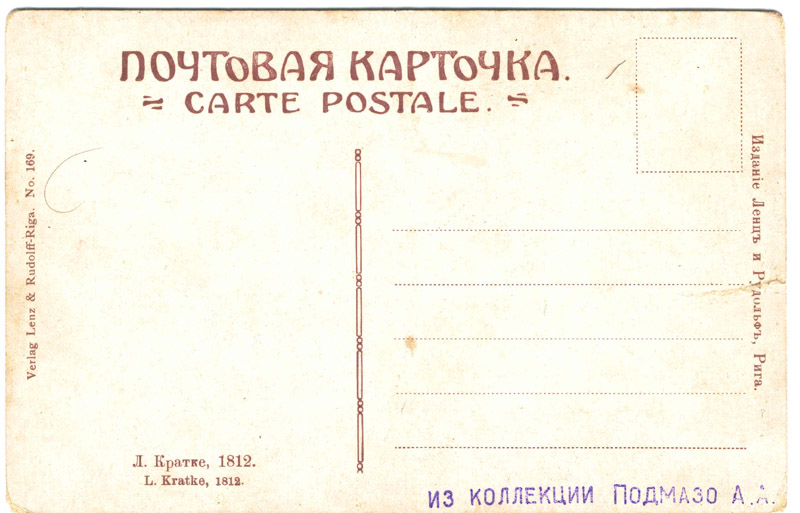 ПОЧТОВАЯ КАРТОЧКА.
CARTE POSTALE.
Verlag Lenz & Rudolff-Riga. No. 169.
Изданіе Ленцъ и Рудольфъ, Рига.
Л. Кратке, 1812.
L. Kratke, 1812.
ИЗ КОЛЛЕКЦИИ ПОДМАЗО А.А.